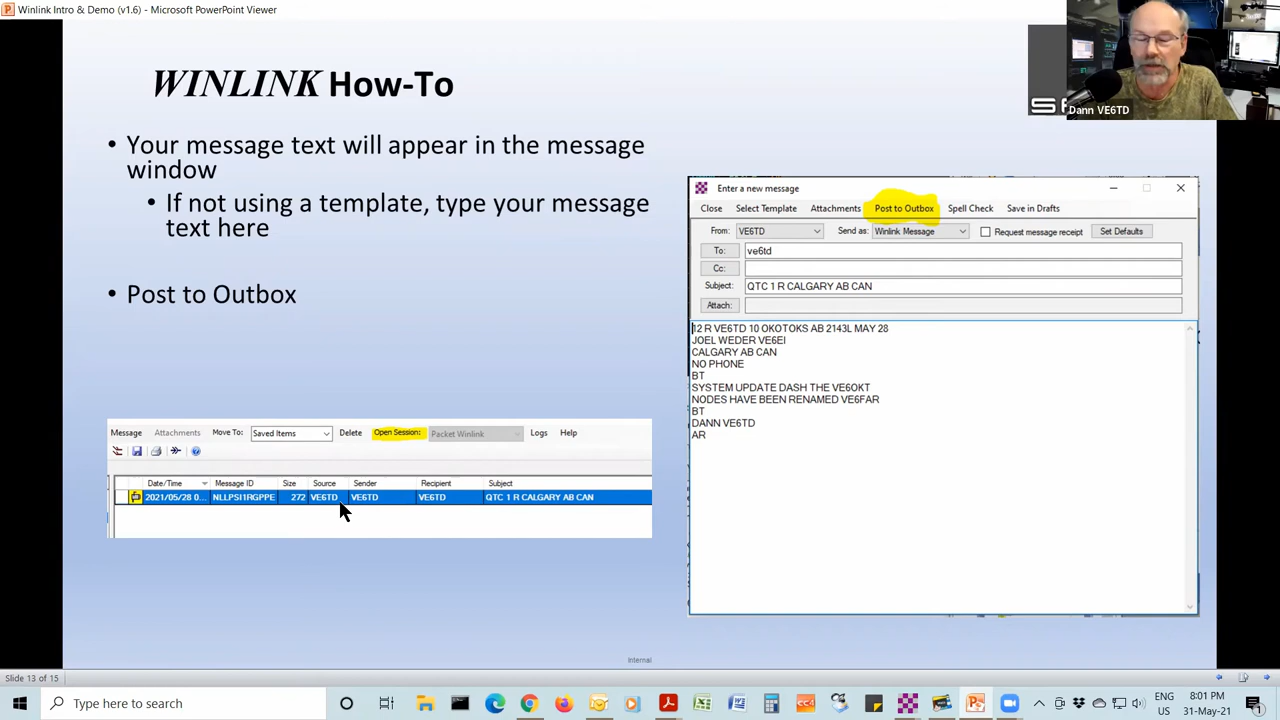 Winlink Intro & Demo (v1.6) - Microsoft PowerPoint Viewer
WINLINK How-To
• Your message text will appear in the message
window
• If not using a template, type your message
text here
• Post to Outbox
Message Attachments Move To: Saved Items Delete Open Session: Packet Winlink Logs Help
Date/Time Message ID Size Source Sender Recipient Subject
2021/05/28 0... NLLPSI1RGPPE 272 VE6TD VE6TD VE6TD QTC 1 R CALGARY AB CAN
Dann VE6TD
Enter a new message
Close Select Template Attachments Post to Outbox Spell Check Save in Drafts
From: VE6TD Send as: Winlink Message Request message receipt Set Defaults
To: ve6td
Cc:
Subject: QTC 1 R CALGARY AB CAN
Attach:
12 R VE6TD 10 OKOTOKS AB 2143L MAY 28
JOEL WEDER VE6EI
CALGARY AB CAN
NO PHONE
BT
SYSTEM UPDATE DASH THE VE6OKT
NODES HAVE BEEN RENAMED VE6FAR
BT
DANN VE6TD
AR
Internal
Slide 13 of 15
Type here to search
ENG
US
8:01 PM
31-May-21